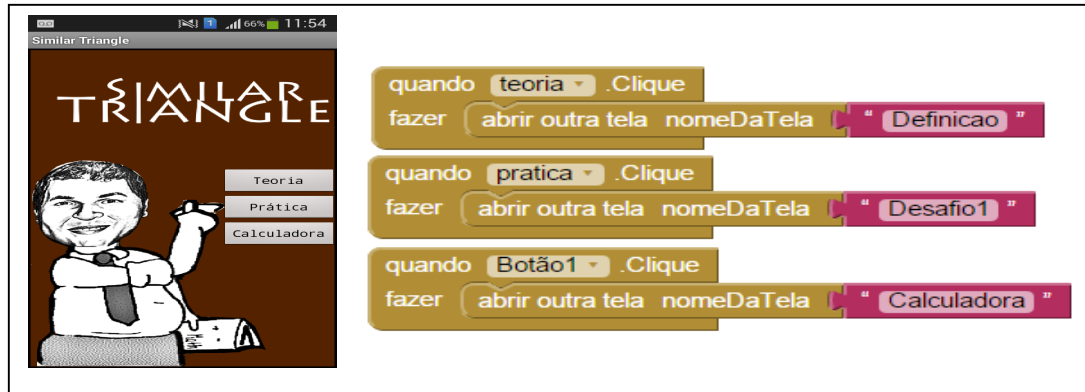 66% 11:54
Similar Triangle
SIMILAR
TRIANGLE
Teoria
Prática
Calculadora
quando teoria .Clique
fazer abrir outra tela nomeDaTela " Definicao "
quando pratica .Clique
fazer abrir outra tela nomeDaTela " Desafio1 "
quando Botão1 .Clique
fazer abrir outra tela nomeDaTela " Calculadora "